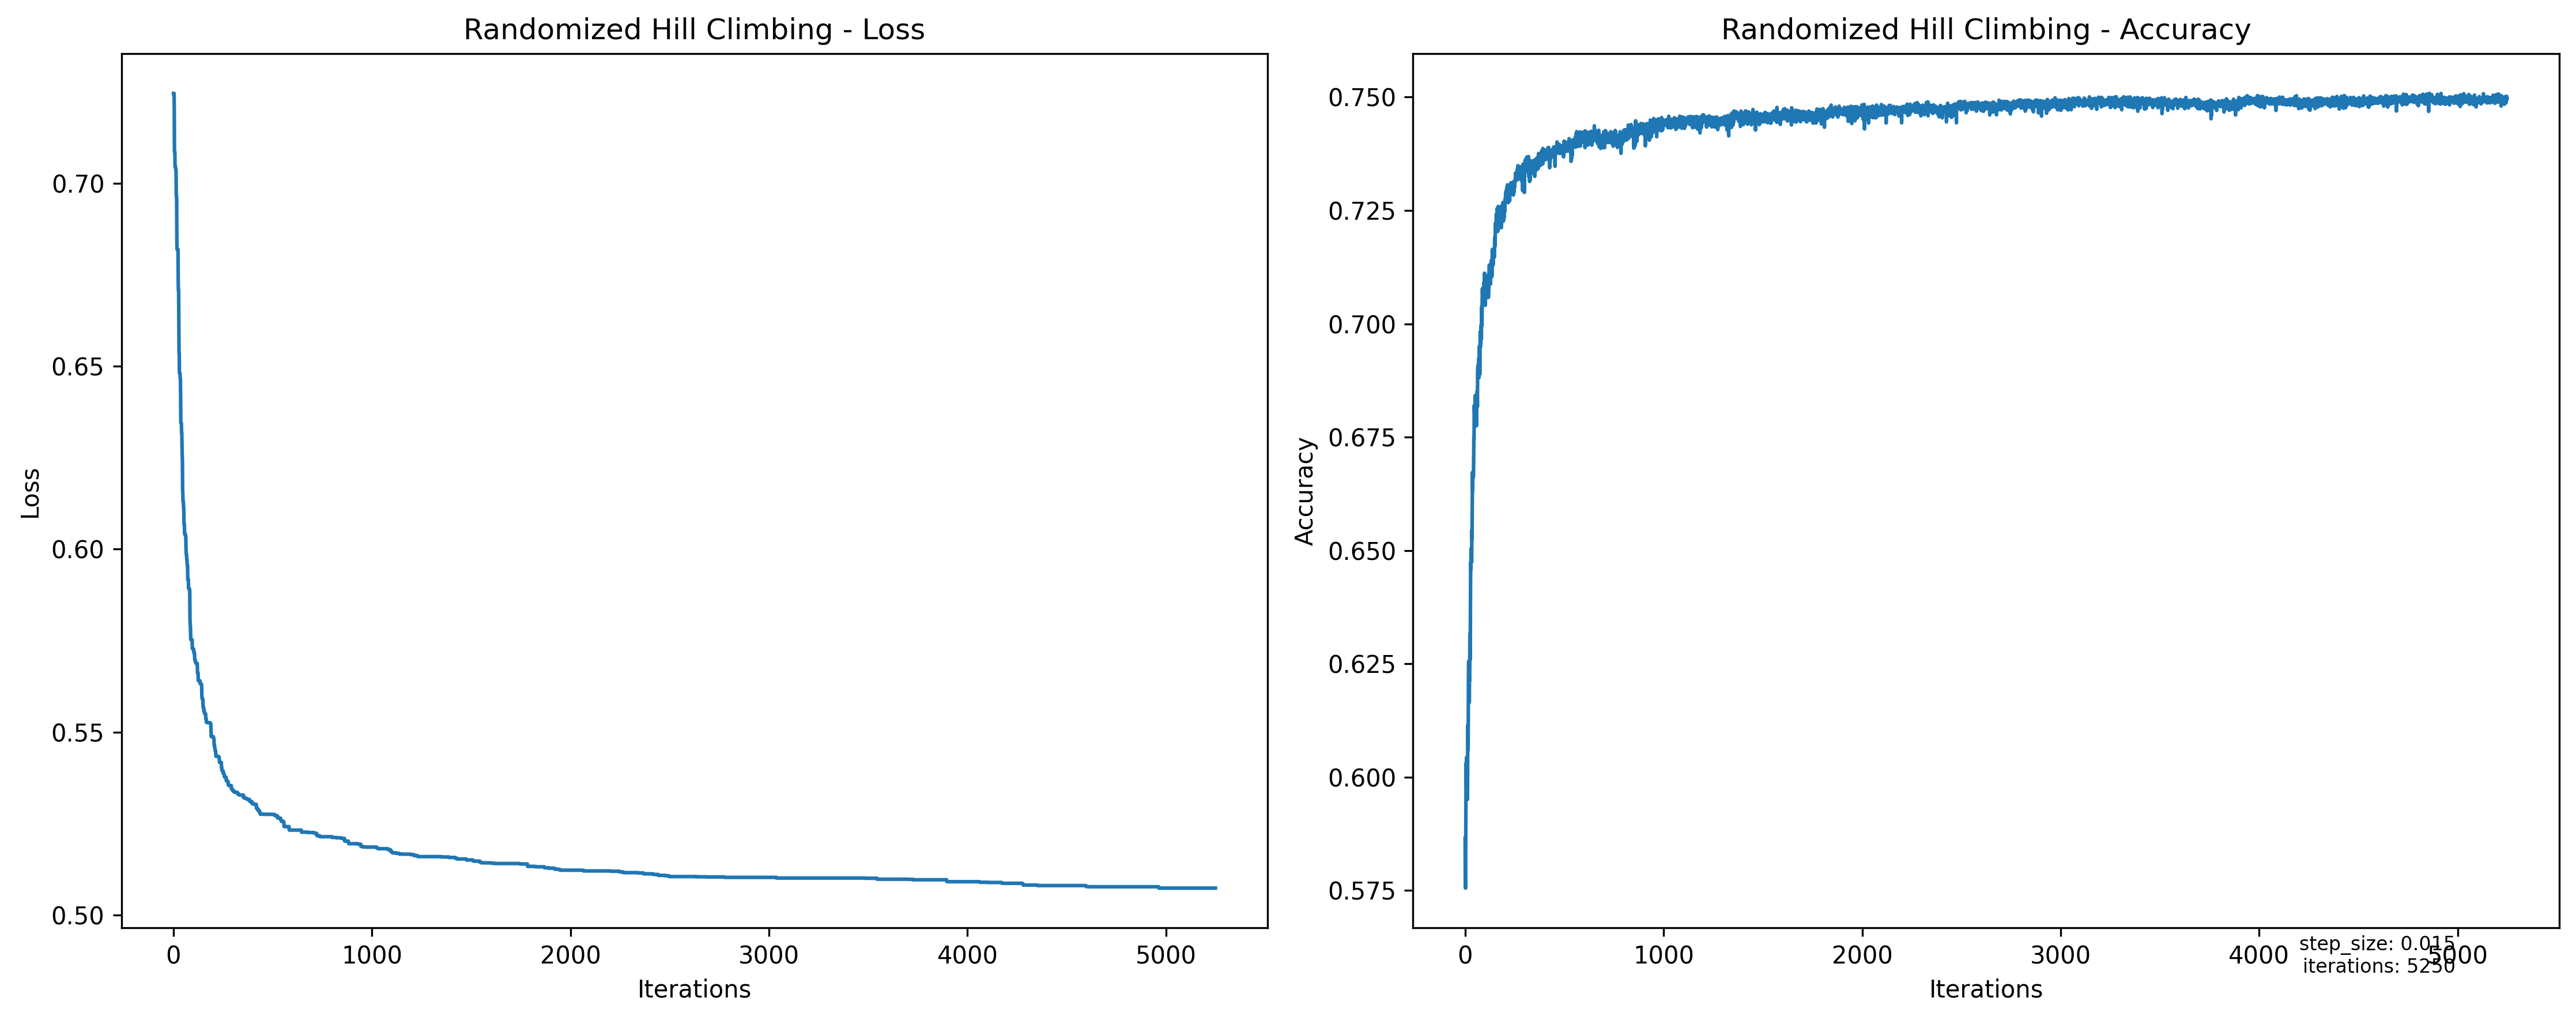 Randomized Hill Climbing - Loss
Loss
0.70
0.65
0.60
0.55
0.50
0 1000 2000 3000 4000 5000
Iterations
Randomized Hill Climbing - Accuracy
Accuracy
0.750
0.725
0.700
0.675
0.650
0.625
0.600
0.575
0 1000 2000 3000 4000 5000
Iterations
step_size: 0.015
iterations: 5250